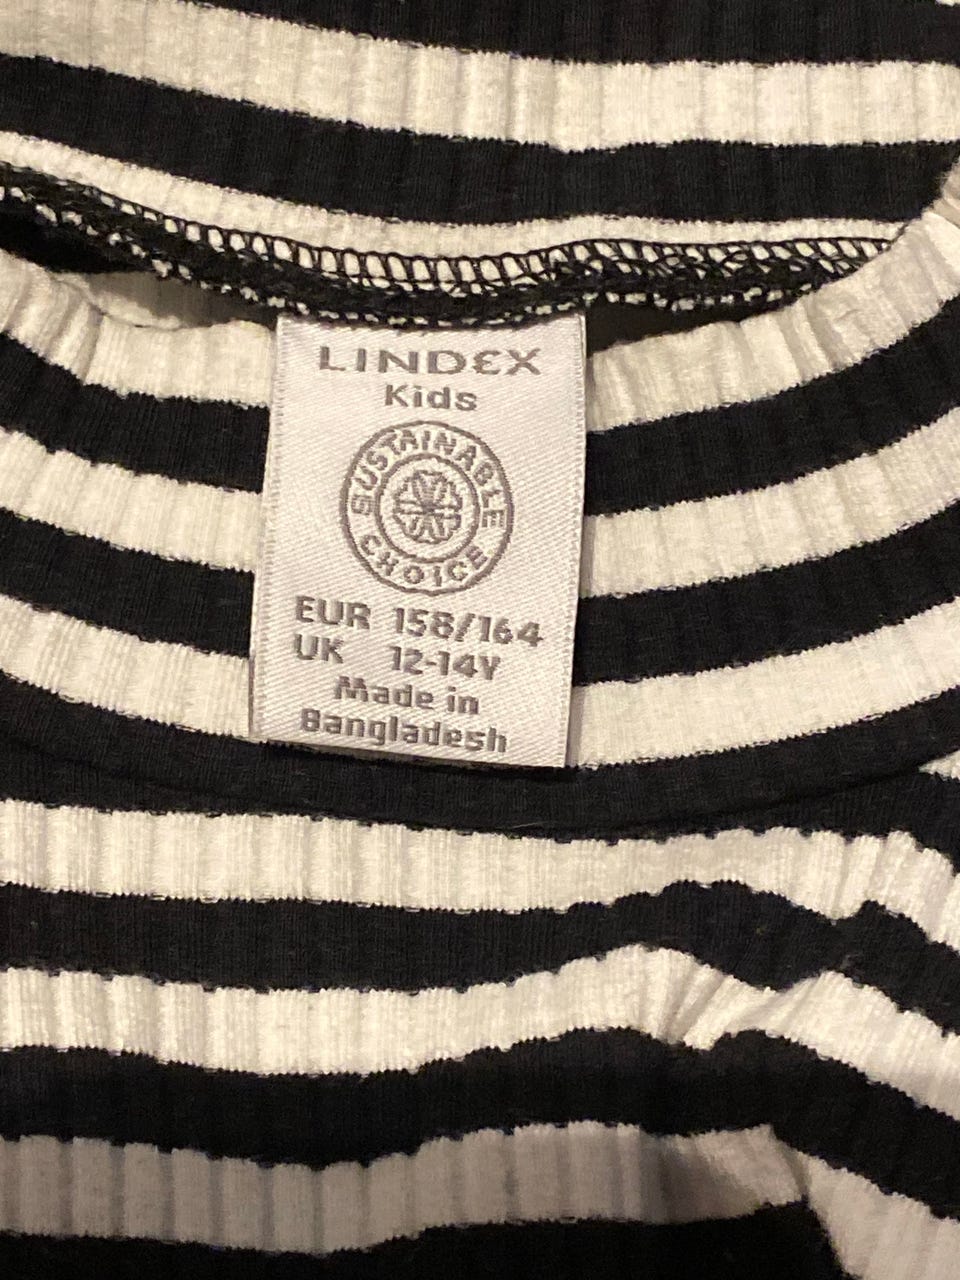 LINDEX
Kids
SUSTAINABLE
CHOICE
EUR 158/164
UK 12-14Y
Made in
Bangladesh